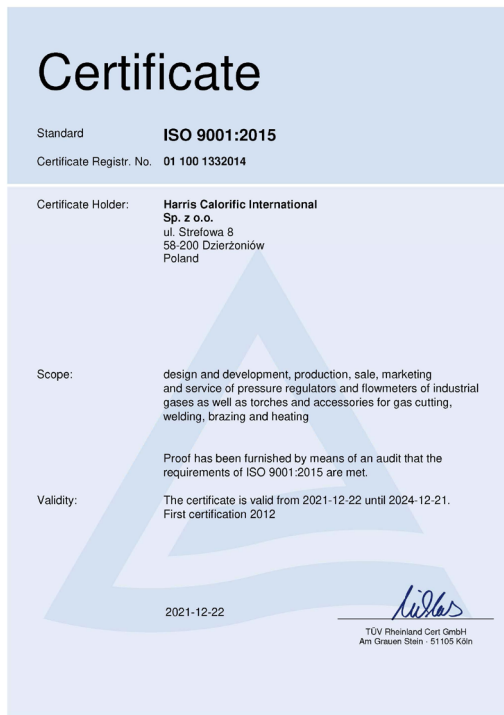 Certificate
Standard ISO 9001:2015
Certificate Registr. No. 01 100 1332014
Certificate Holder: Harris Calorific International
Sp. z o.o.
ul. Strefowa 8
58-200 Dzierżoniów
Poland
Scope: design and development, production, sale, marketing
and service of pressure regulators and flowmeters of industrial
gases as well as torches and accessories for gas cutting,
welding, brazing and heating
Proof has been furnished by means of an audit that the
requirements of ISO 9001:2015 are met.
Validity: The certificate is valid from 2021-12-22 until 2024-12-21.
First certification 2012
2021-12-22
TÜV Rheinland Cert GmbH
Am Grauen Stein · 51105 Köln